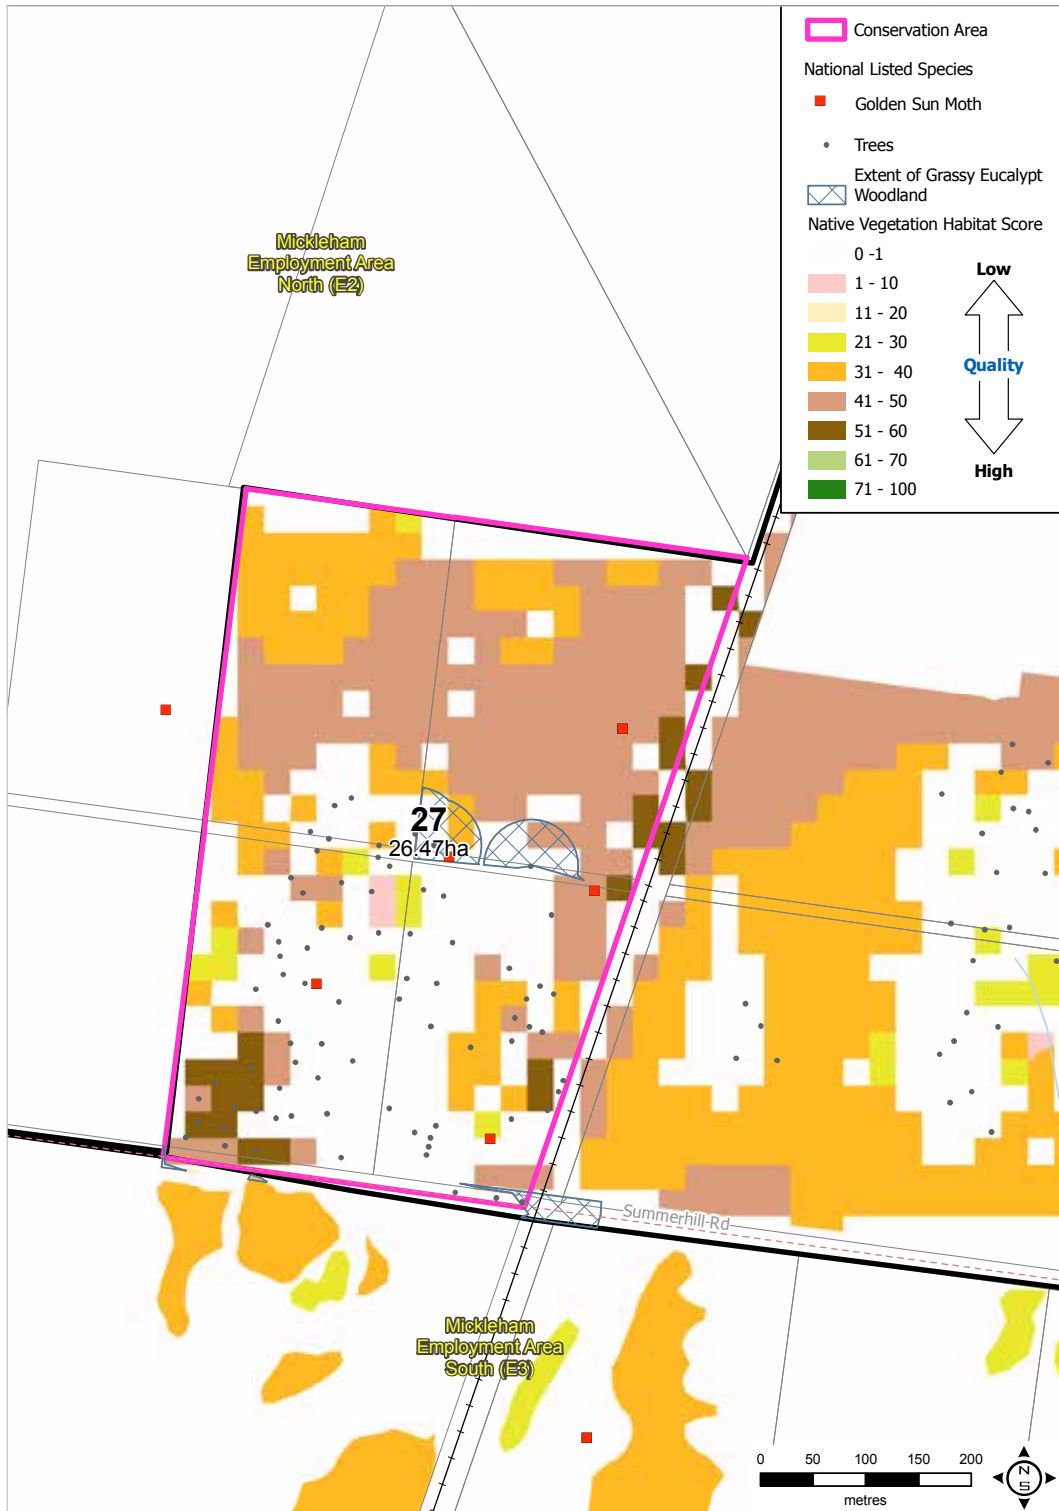 Conservation Area
National Listed Species
Golden Sun Moth
Trees
Extent of Grassy Eucalypt
Woodland
Native Vegetation Habitat Score
0 -1
1 - 10
11 - 20
21 - 30
31 - 40
41 - 50
51 - 60
61 - 70
71 - 100
Low
Quality
High
Mickleham
Employment Area
North (E2)
27
26.47ha
Summerhill Rd
Mickleham
Employment Area
South (E3)
0 50 100 150 200
metres
N
S